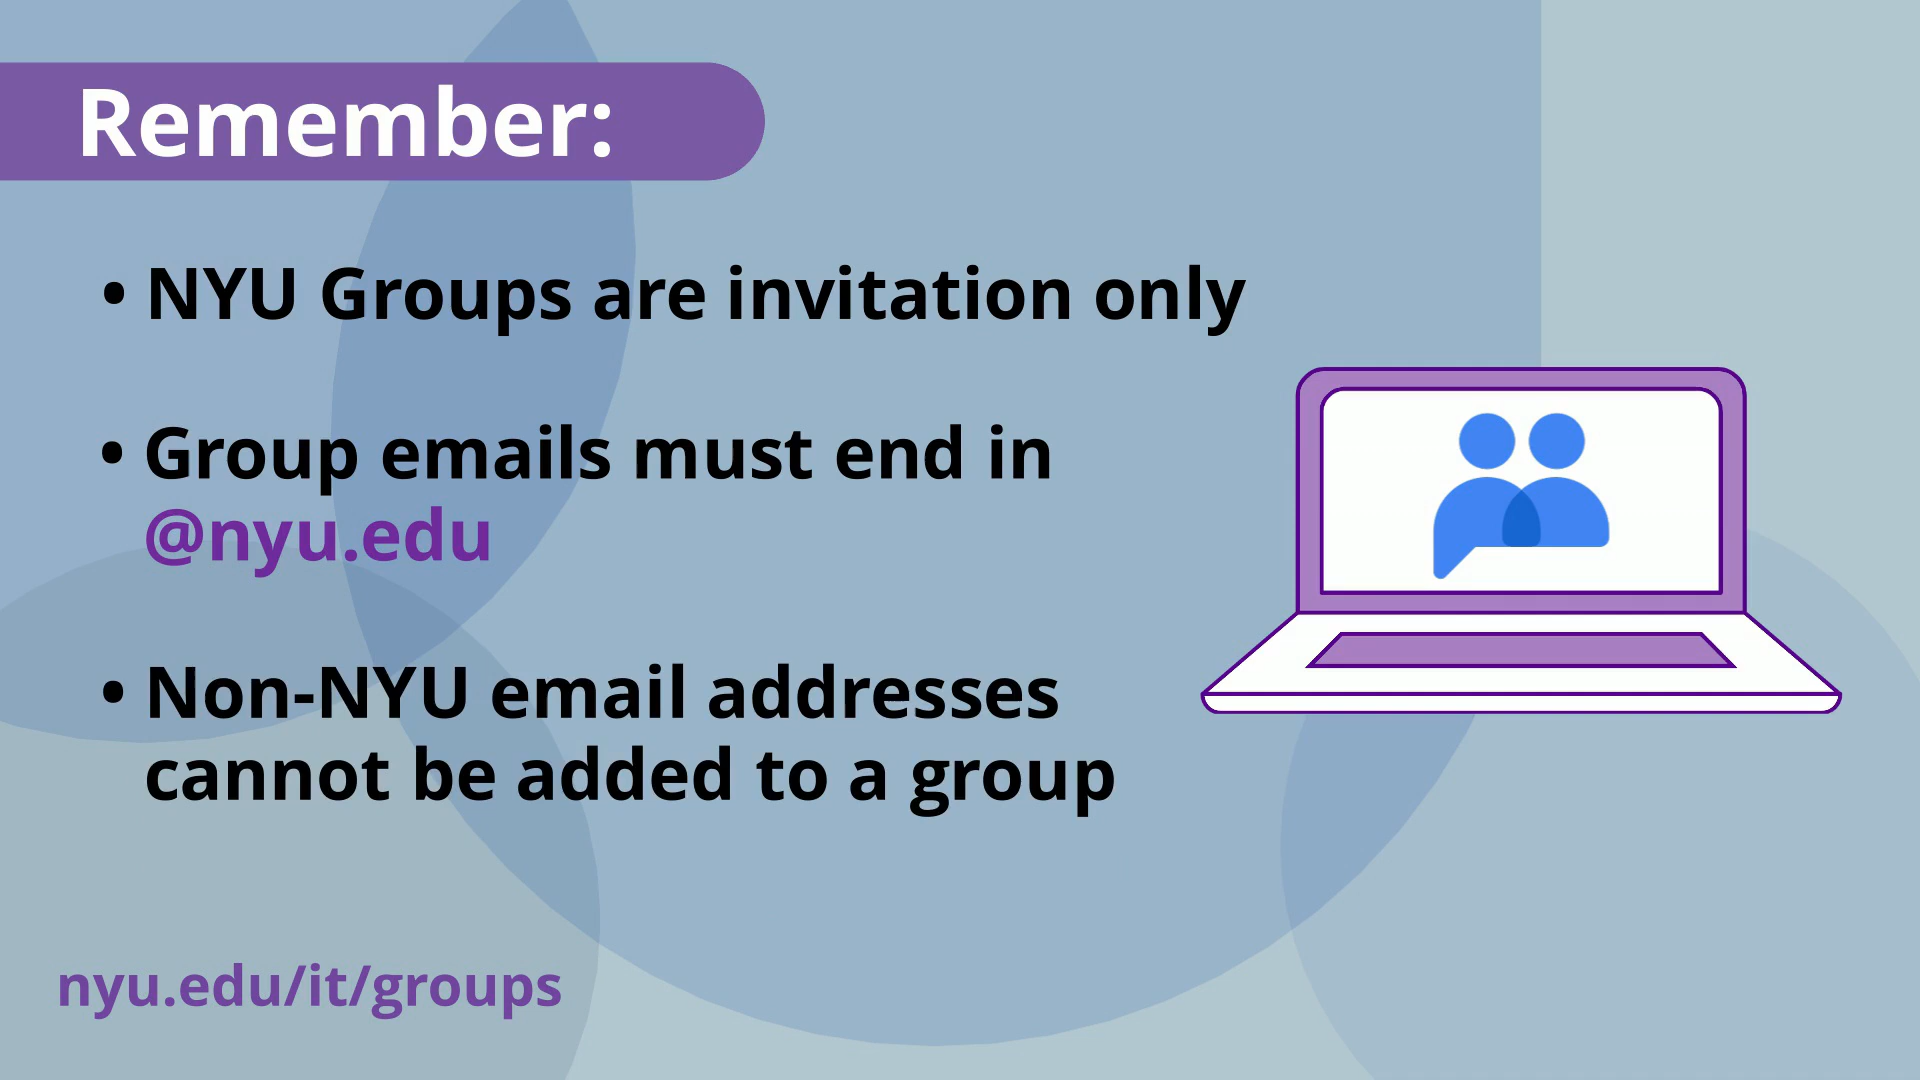 Remember:
• NYU Groups are invitation only
• Group emails must end in
@nyu.edu
• Non-NYU email addresses
cannot be added to a group
nyu.edu/it/groups